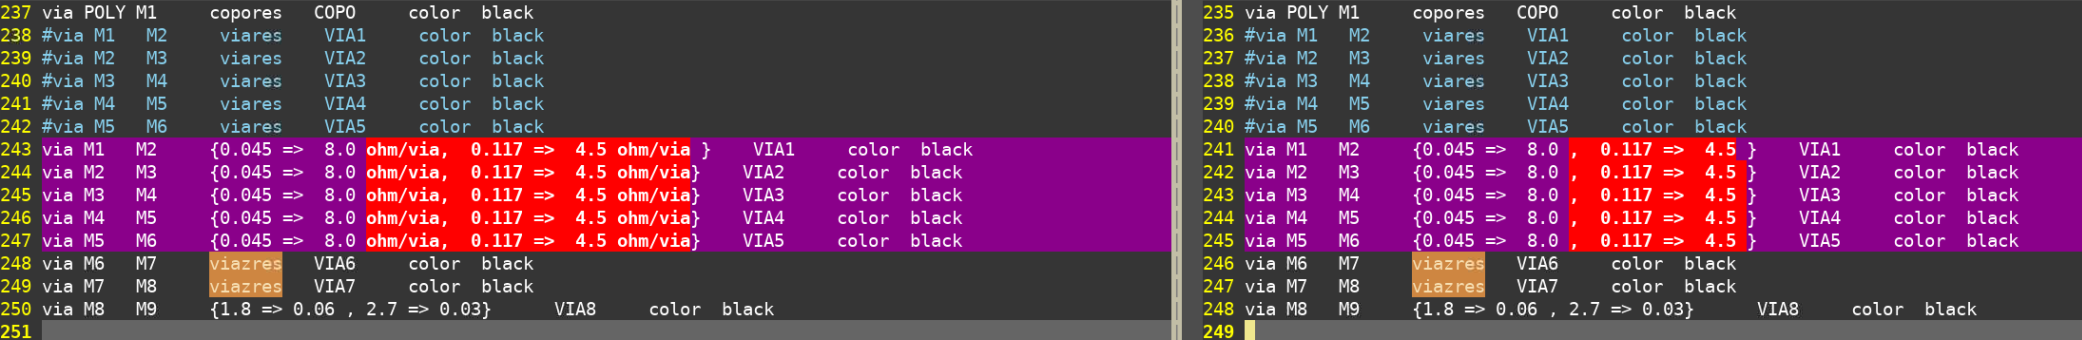 237 via POLY M1     copores   COPO     color  black
238 #via M1   M2     viares    VIA1     color  black
239 #via M2   M3     viares    VIA2     color  black
240 #via M3   M4     viares    VIA3     color  black
241 #via M4   M5     viares    VIA4     color  black
242 #via M5   M6     viares    VIA5     color  black
243 via M1   M2     {0.045 =>  8.0 ohm/via,  0.117 =>  4.5 ohm/via }    VIA1     color  black
244 via M2   M3     {0.045 =>  8.0 ohm/via,  0.117 =>  4.5 ohm/via}    VIA2     color  black
245 via M3   M4     {0.045 =>  8.0 ohm/via,  0.117 =>  4.5 ohm/via}    VIA3     color  black
246 via M4   M5     {0.045 =>  8.0 ohm/via,  0.117 =>  4.5 ohm/via}    VIA4     color  black
247 via M5   M6     {0.045 =>  8.0 ohm/via,  0.117 =>  4.5 ohm/via}    VIA5     color  black
248 via M6   M7     viazres   VIA6     color  black
249 via M7   M8     viazres   VIA7     color  black
250 via M8   M9     {1.8 => 0.06 , 2.7 => 0.03}      VIA8     color  black
251
235 via POLY M1     copores   COPO     color  black
236 #via M1   M2     viares    VIA1     color  black
237 #via M2   M3     viares    VIA2     color  black
238 #via M3   M4     viares    VIA3     color  black
239 #via M4   M5     viares    VIA4     color  black
240 #via M5   M6     viares    VIA5     color  black
241 via M1   M2     {0.045 =>  8.0 ,  0.117 =>  4.5 }    VIA1     color  black
242 via M2   M3     {0.045 =>  8.0 ,  0.117 =>  4.5 }    VIA2     color  black
243 via M3   M4     {0.045 =>  8.0 ,  0.117 =>  4.5 }    VIA3     color  black
244 via M4   M5     {0.045 =>  8.0 ,  0.117 =>  4.5 }    VIA4     color  black
245 via M5   M6     {0.045 =>  8.0 ,  0.117 =>  4.5 }    VIA5     color  black
246 via M6   M7     viazres   VIA6     color  black
247 via M7   M8     viazres   VIA7     color  black
248 via M8   M9     {1.8 => 0.06 , 2.7 => 0.03}      VIA8     color  black
249